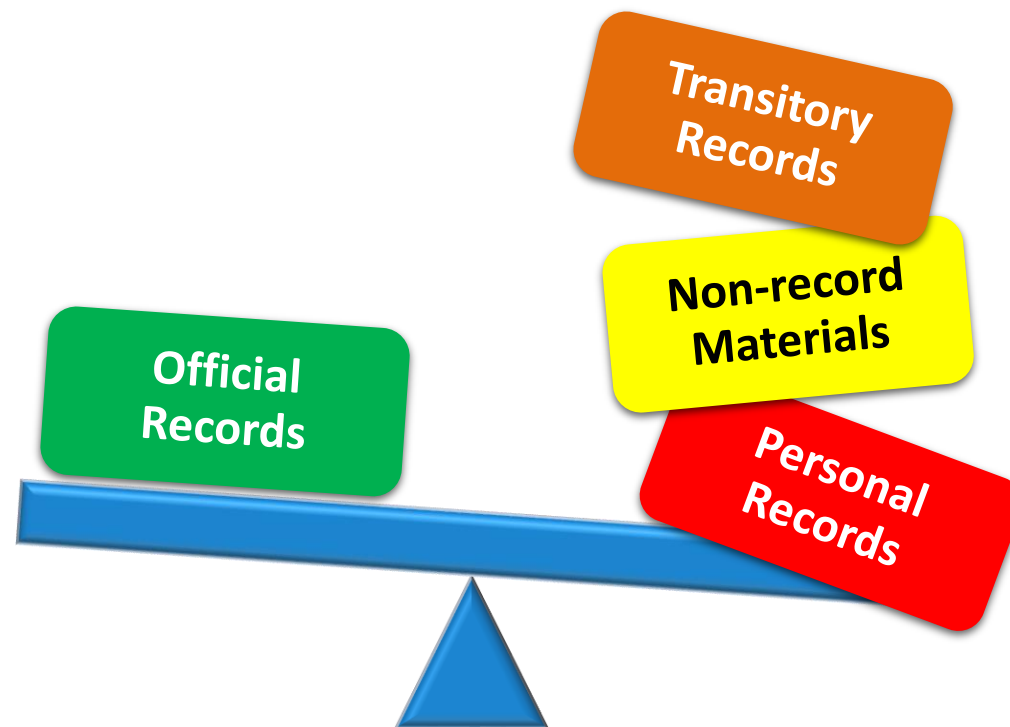 Transitory
Records
Non-record
Materials
Official
Records
Personal
Records